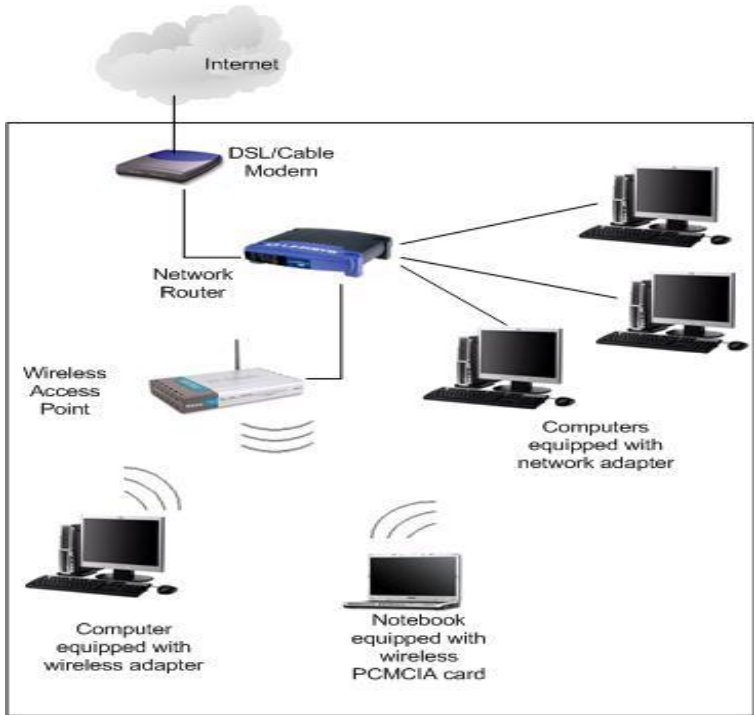 Internet
DSL/Cable
Modem
Network
Router
LINKSYS
Wireless
Access
Point
Computers
equipped with
network adapter
Computer
equipped with
wireless adapter
Notebook
equipped with
wireless
PCMCIA card